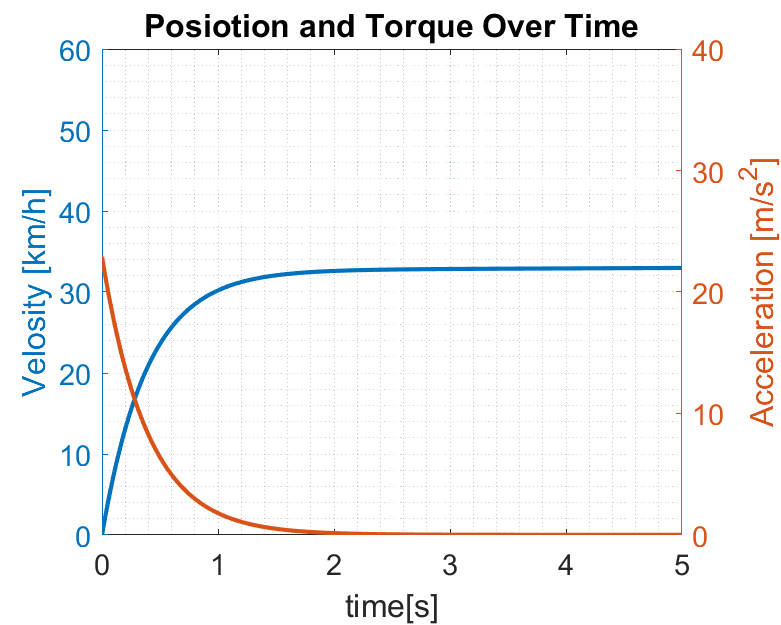 Posiotion and Torque Over Time
60
50
40
30
20
10
0
Velosity [km/h]
40
30
20
10
0
Acceleration [m/s²]
0 1 2 3 4 5
time[s]